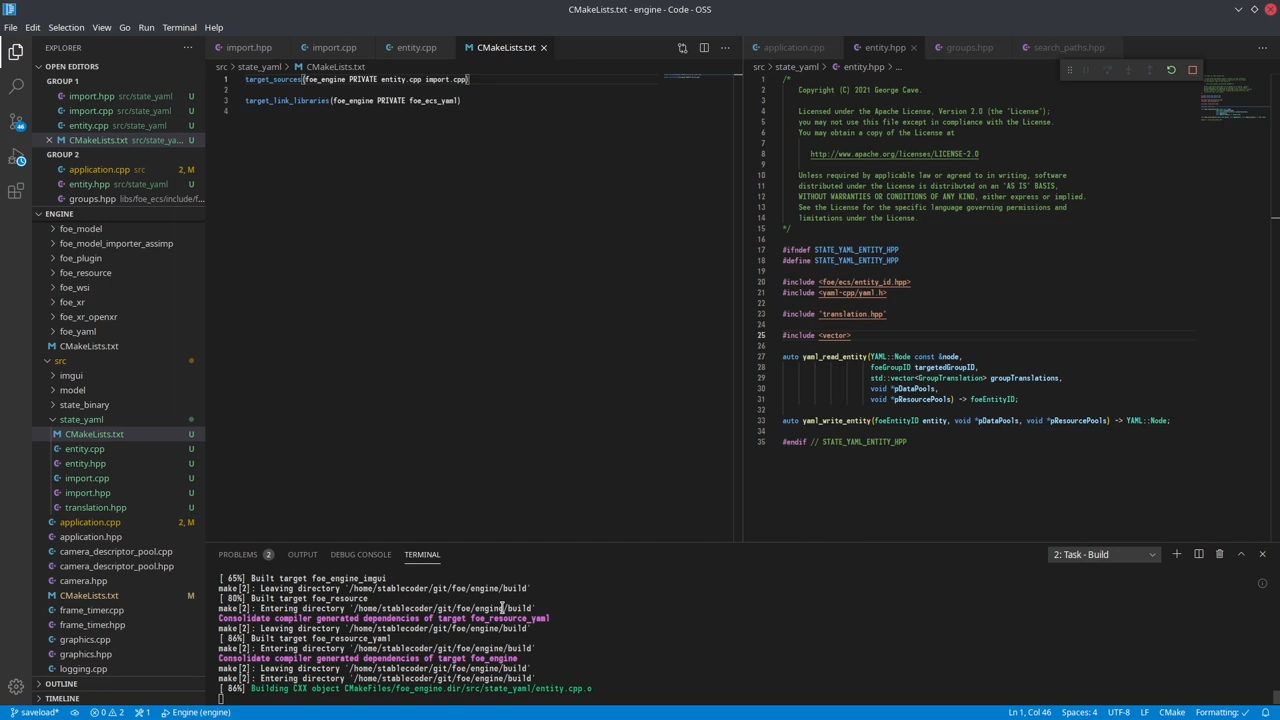 CMakeLists.txt - engine - Code - OSS
File Edit Selection View Go Run Terminal Help
EXPLORER
OPEN EDITORS
GROUP 1
import.hpp src/state_yaml U
import.cpp src/state_yaml U
entity.cpp src/state_yaml U
CMakeLists.txt src/state_ya... U
GROUP 2
application.cpp src 2, M
entity.hpp src/state_yaml U
groups.hpp libs/foe_ecs/include/f...
ENGINE
foe_model
foe_model_importer_assimp
foe_plugin
foe_resource
foe_wsi
foe_xr
foe_xr_openxr
foe_yaml
CMakeLists.txt
src
imgui
model
state_binary
state_yaml
CMakeLists.txt U
entity.cpp U
entity.hpp U
import.cpp U
import.hpp U
translation.hpp U
application.cpp 2, M
application.hpp
camera_descriptor_pool.cpp
camera_descriptor_pool.hpp
camera.hpp
CMakeLists.txt M
frame_timer.cpp
frame_timer.hpp
graphics.cpp
graphics.hpp
logging.cpp
OUTLINE
TIMELINE
46
import.hpp import.cpp entity.cpp CMakeLists.txt
src > state_yaml > CMakeLists.txt
1 target_sources(foe_engine PRIVATE entity.cpp import.cpp)
2
3 target_link_libraries(foe_engine PRIVATE foe_ecs_yaml)
4
application.cpp entity.hpp groups.hpp search_paths.hpp
src > state_yaml > entity.hpp > ...
1 /*
2 Copyright (C) 2021 George Cave.
3
4 Licensed under the Apache License, Version 2.0 (the "License");
5 you may not use this file except in compliance with the License.
6 You may obtain a copy of the License at
7
8 http://www.apache.org/licenses/LICENSE-2.0
9
10 Unless required by applicable law or agreed to in writing, software
11 distributed under the License is distributed on an "AS IS" BASIS,
12 WITHOUT WARRANTIES OR CONDITIONS OF ANY KIND, either express or implied.
13 See the License for the specific language governing permissions and
14 limitations under the License.
15 */
16
17 #ifndef STATE_YAML_ENTITY_HPP
18 #define STATE_YAML_ENTITY_HPP
19
20 #include <foe/ecs/entity_id.hpp>
21 #include <yaml-cpp/yaml.h>
22
23 #include "translation.hpp"
24
25 #include <vector>
26
27 auto yaml_read_entity(YAML::Node const &node,
28 foeGroupID targetedGroupID,
29 std::vector<GroupTranslation> groupTranslations,
30 void *pDataPools,
31 void *pResourcePools) -> foeEntityID;
32
33 auto yaml_write_entity(foeEntityID entity, void *pDataPools, void *pResourcePools) -> YAML::Node;
34
35 #endif // STATE_YAML_ENTITY_HPP
PROBLEMS 2 OUTPUT DEBUG CONSOLE TERMINAL
2: Task - Build
[ 65%] Built target foe_engine_imgui
make[2]: Leaving directory '/home/stablecoder/git/foe/engine/build'
[ 80%] Built target foe_resource
make[2]: Entering directory '/home/stablecoder/git/foe/engine/build'
Consolidate compiler generated dependencies of target foe_resource_yaml
make[2]: Leaving directory '/home/stablecoder/git/foe/engine/build'
[ 86%] Built target foe_resource_yaml
make[2]: Entering directory '/home/stablecoder/git/foe/engine/build'
Consolidate compiler generated dependencies of target foe_engine
make[2]: Leaving directory '/home/stablecoder/git/foe/engine/build'
make[2]: Entering directory '/home/stablecoder/git/foe/engine/build'
[ 86%] Building CXX object CMakeFiles/foe_engine.dir/src/state_yaml/entity.cpp.o
saveload* 0 2 1 Engine (engine)
Ln 1, Col 46 Spaces: 4 UTF-8 LF CMake Formatting: ✓